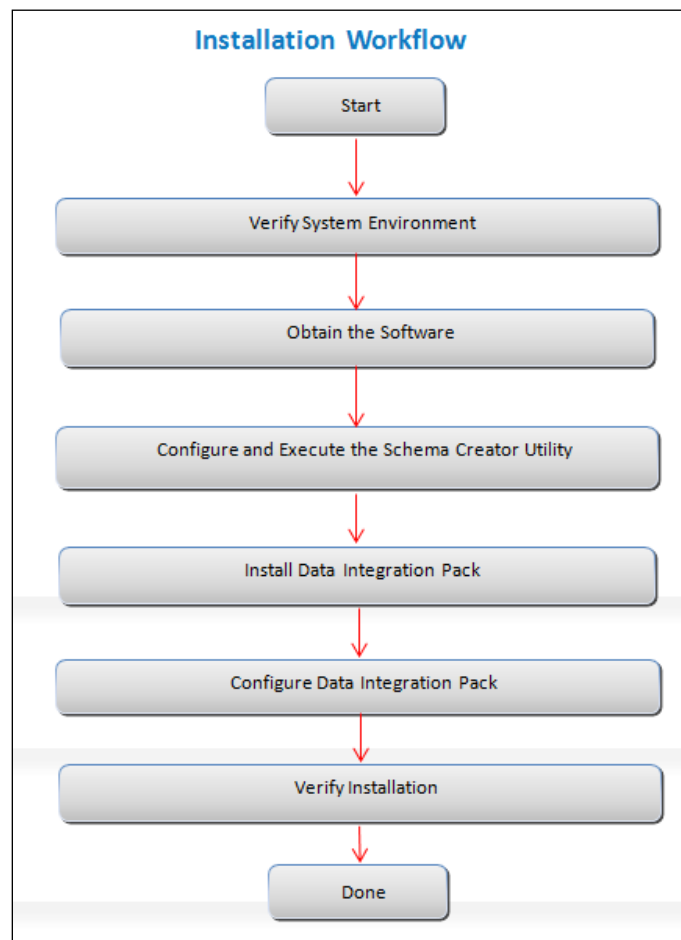 Installation Workflow
Start
Verify System Environment
Obtain the Software
Configure and Execute the Schema Creator Utility
Install Data Integration Pack
Configure Data Integration Pack
Verify Installation
Done